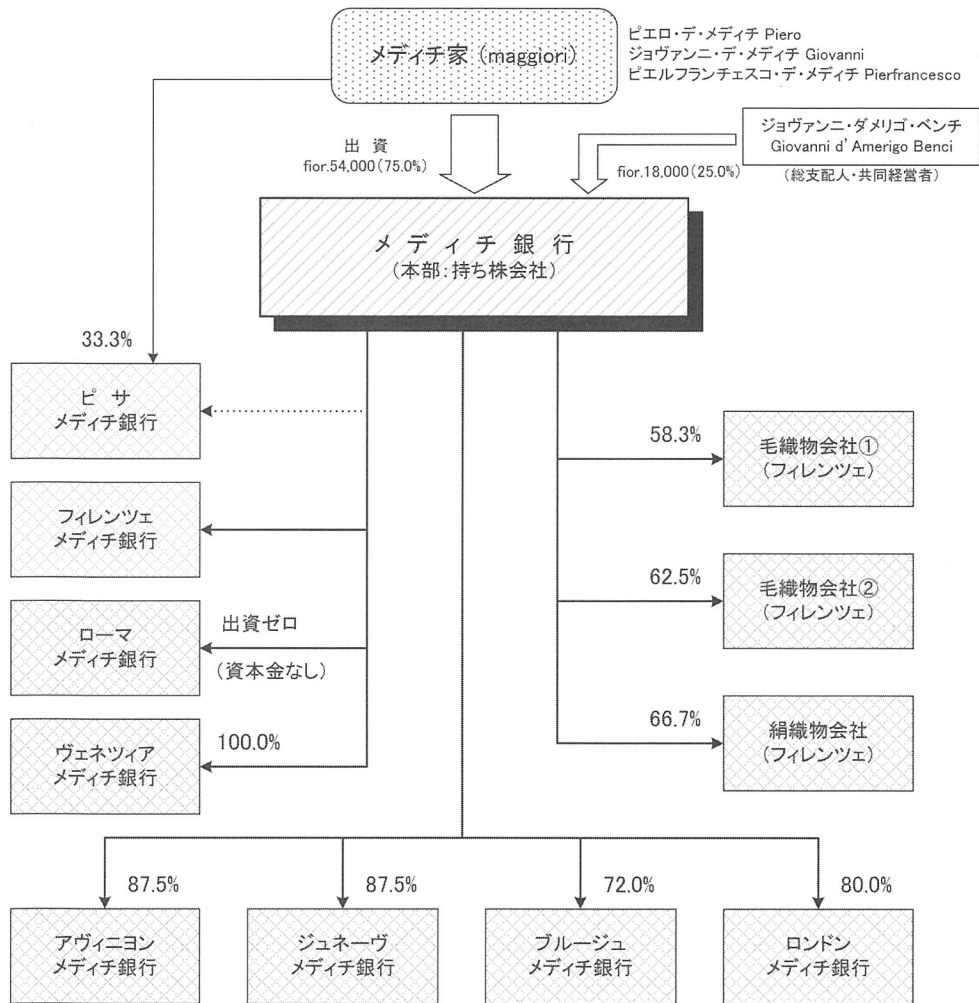 メディチ家 (maggiori)
ピエロ・デ・メディチ Piero
ジョヴァンニ・デ・メディチ Giovanni
ピエルフランチェスコ・デ・メディチ Pierfrancesco
出 資
fior.54,000(75.0%)
fior.18,000(25.0%)
ジョヴァンニ・ダメリゴ・ベンチ
Giovanni d'Amerigo Benci
(総支配人・共同経営者)
メ デ ィ チ 銀 行
(本部:持ち株会社)
33.3%
ピ サ
メディチ銀行
フィレンツェ
メディチ銀行
ローマ
メディチ銀行
出資ゼロ
(資本金なし)
ヴェネツィア
メディチ銀行
100.0%
58.3%
毛織物会社①
(フィレンツェ)
62.5%
毛織物会社②
(フィレンツェ)
66.7%
絹織物会社
(フィレンツェ)
87.5%
87.5%
72.0%
80.0%
アヴィニヨン
メディチ銀行
ジュネーヴ
メディチ銀行
ブルージュ
メディチ銀行
ロンドン
メディチ銀行